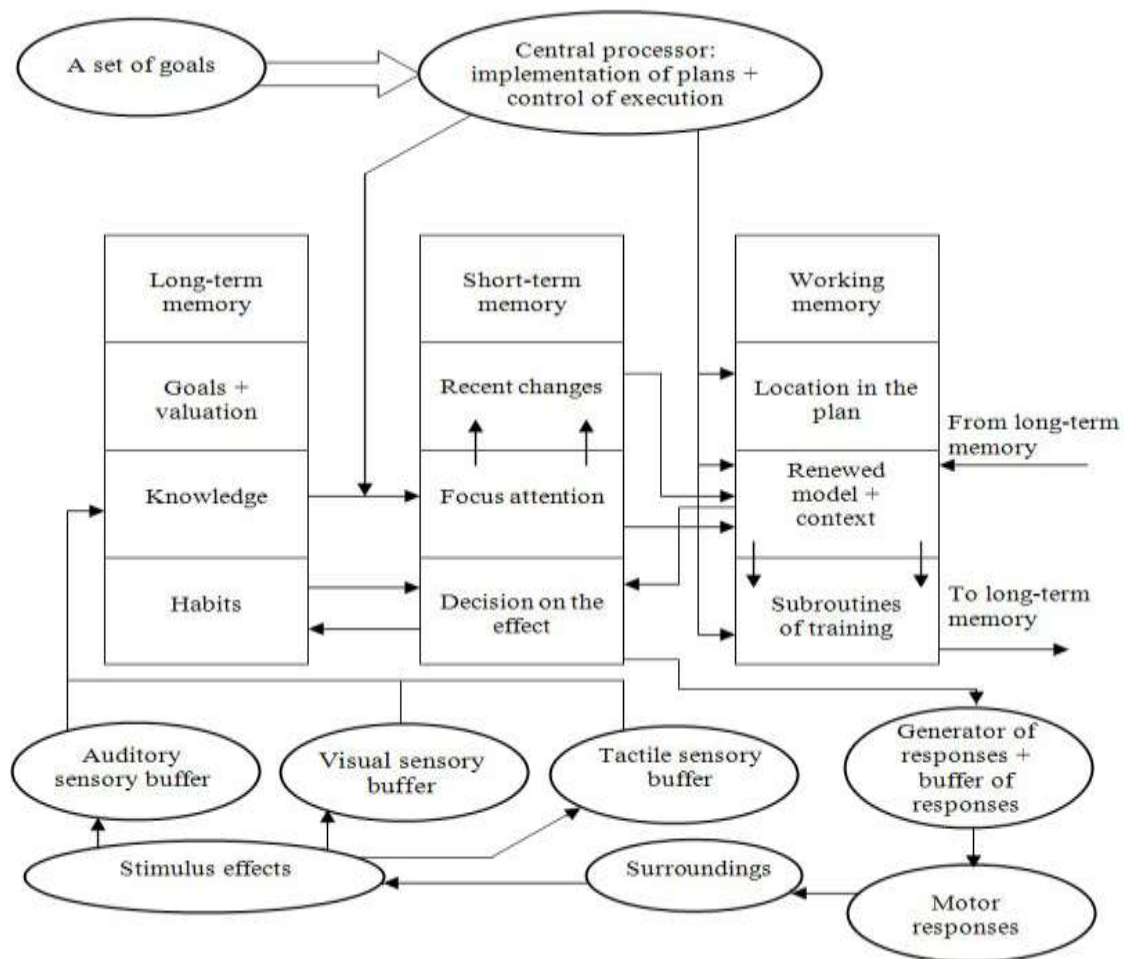 A set of goals
Central processor:
implementation of plans +
control of execution
Long-term
memory
Short-term
memory
Working
memory
Goals +
valuation
Recent changes
Location in the
plan
From long-term
memory
Knowledge
Focus attention
Renewed
model +
context
Habits
Decision on the
effect
Subroutines
of training
To long-term
memory
Auditory
sensory buffer
Visual sensory
buffer
Tactile sensory
buffer
Generator of
responses +
buffer of
responses
Stimulus effects
Surroundings
Motor
responses